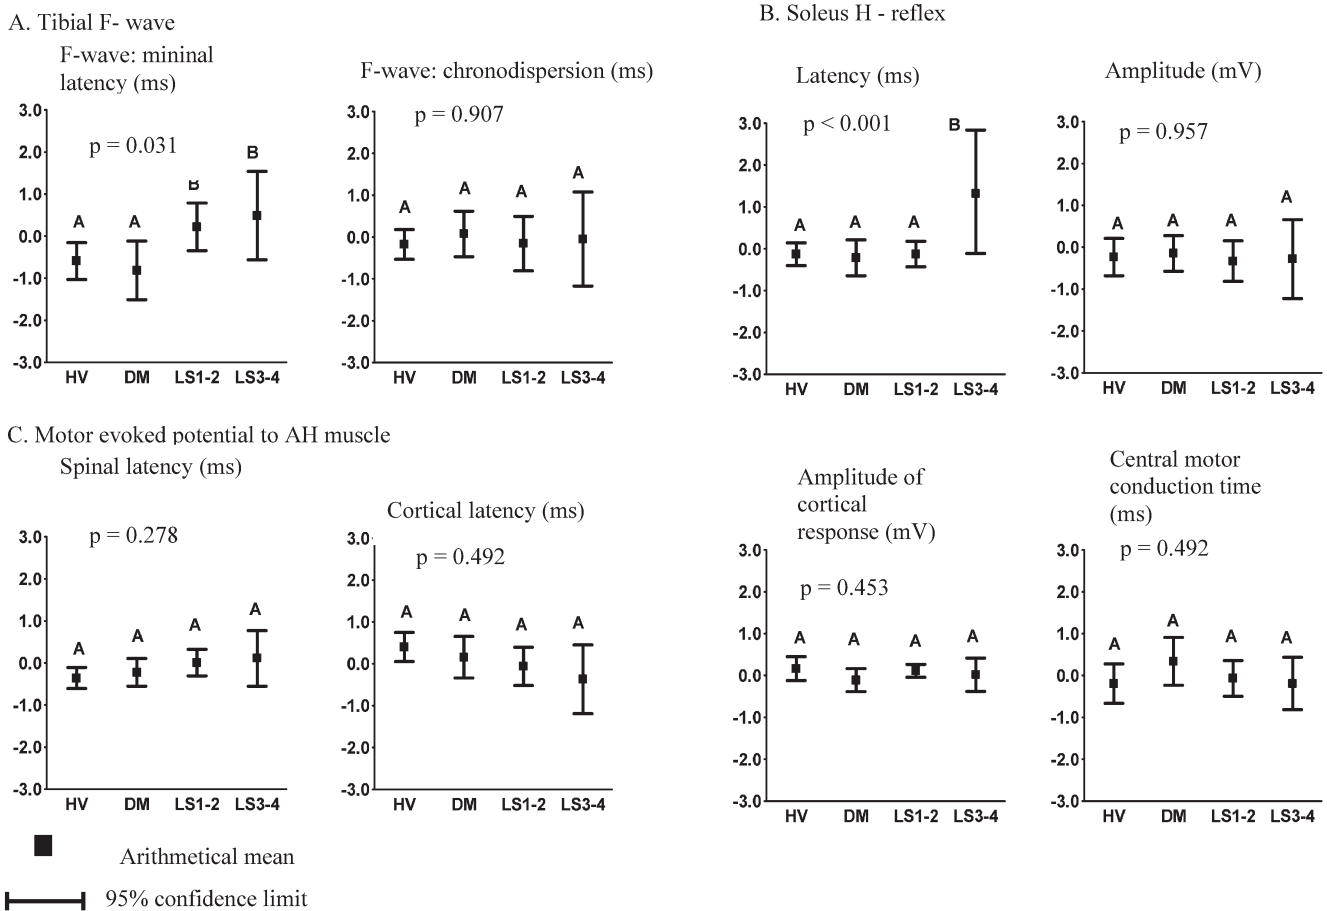 A. Tibial F- wave
F-wave: mininal
latency (ms)
p = 0.031
3.0
2.0
1.0
0.0
-1.0
-2.0
-3.0
A
A
B
B
HV DM LS1-2 LS3-4
F-wave: chronodispersion (ms)
p = 0.907
3.0
2.0
1.0
0.0
-1.0
-2.0
-3.0
A
A
A
A
HV DM LS1-2 LS3-4
B. Soleus H - reflex
Latency (ms)
p < 0.001
3.0
2.0
1.0
0.0
-1.0
-2.0
-3.0
A
A
A
B
HV DM LS1-2 LS3-4
Amplitude (mV)
p = 0.957
3.0
2.0
1.0
0.0
-1.0
-2.0
-3.0
A
A
A
A
HV DM LS1-2 LS3-4
C. Motor evoked potential to AH muscle
Spinal latency (ms)
p = 0.278
3.0
2.0
1.0
0.0
-1.0
-2.0
-3.0
A
A
A
A
HV DM LS1-2 LS3-4
Cortical latency (ms)
p = 0.492
3.0
2.0
1.0
0.0
-1.0
-2.0
-3.0
A
A
A
A
HV DM LS1-2 LS3-4
Amplitude of
cortical
response (mV)
p = 0.453
3.0
2.0
1.0
0.0
-1.0
-2.0
-3.0
A
A
A
A
HV DM LS1-2 LS3-4
Central motor
conduction time
(ms)
p = 0.492
3.0
2.0
1.0
0.0
-1.0
-2.0
-3.0
A
A
A
A
HV DM LS1-2 LS3-4
Arithmetical mean
95% confidence limit